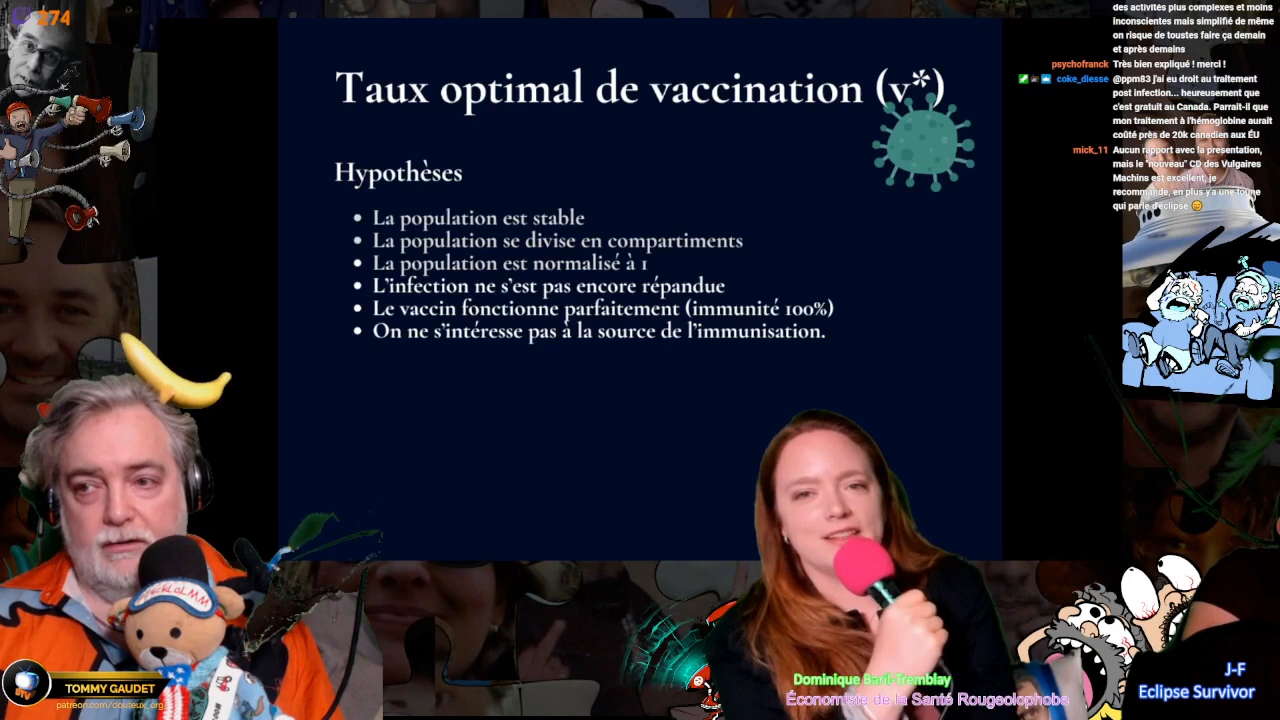 274
Taux optimal de vaccination (v*)
Hypothèses
• La population est stable
• La population se divise en compartiments
• La population est normalisé à 1
• L'infection ne s'est pas encore répandue
• Le vaccin fonctionne parfaitement (immunité 100%)
• On ne s'intéresse pas à la source de l'immunisation.
des activités plus complexes et moins
inconscientes mais simplifié de même
on risque de toustes faire ça demain
et après demains
psychofranck Très bien expliqué ! merci !
coke_diesse @ppm83 j'ai eu droit au traitement
post infection... heureusement que
c'est gratuit au Canada. Parrait-il que
mon traitement à l'hémoglobine aurait
coûté près de 20k canadien aux ÉU
mick_11 Aucun rapport avec la presentation,
mais le "nouveau" CD des Vulgaires
Machins est excellent, je
recommande, en plus y'a une toune
qui parle d'éclipse 😊
DTV
TOMMY GAUDET
patreon.com/douteux_org
Dominique Baril-Tremblay
Économiste de la Santé Rougeolophobe
J-F
Eclipse Survivor